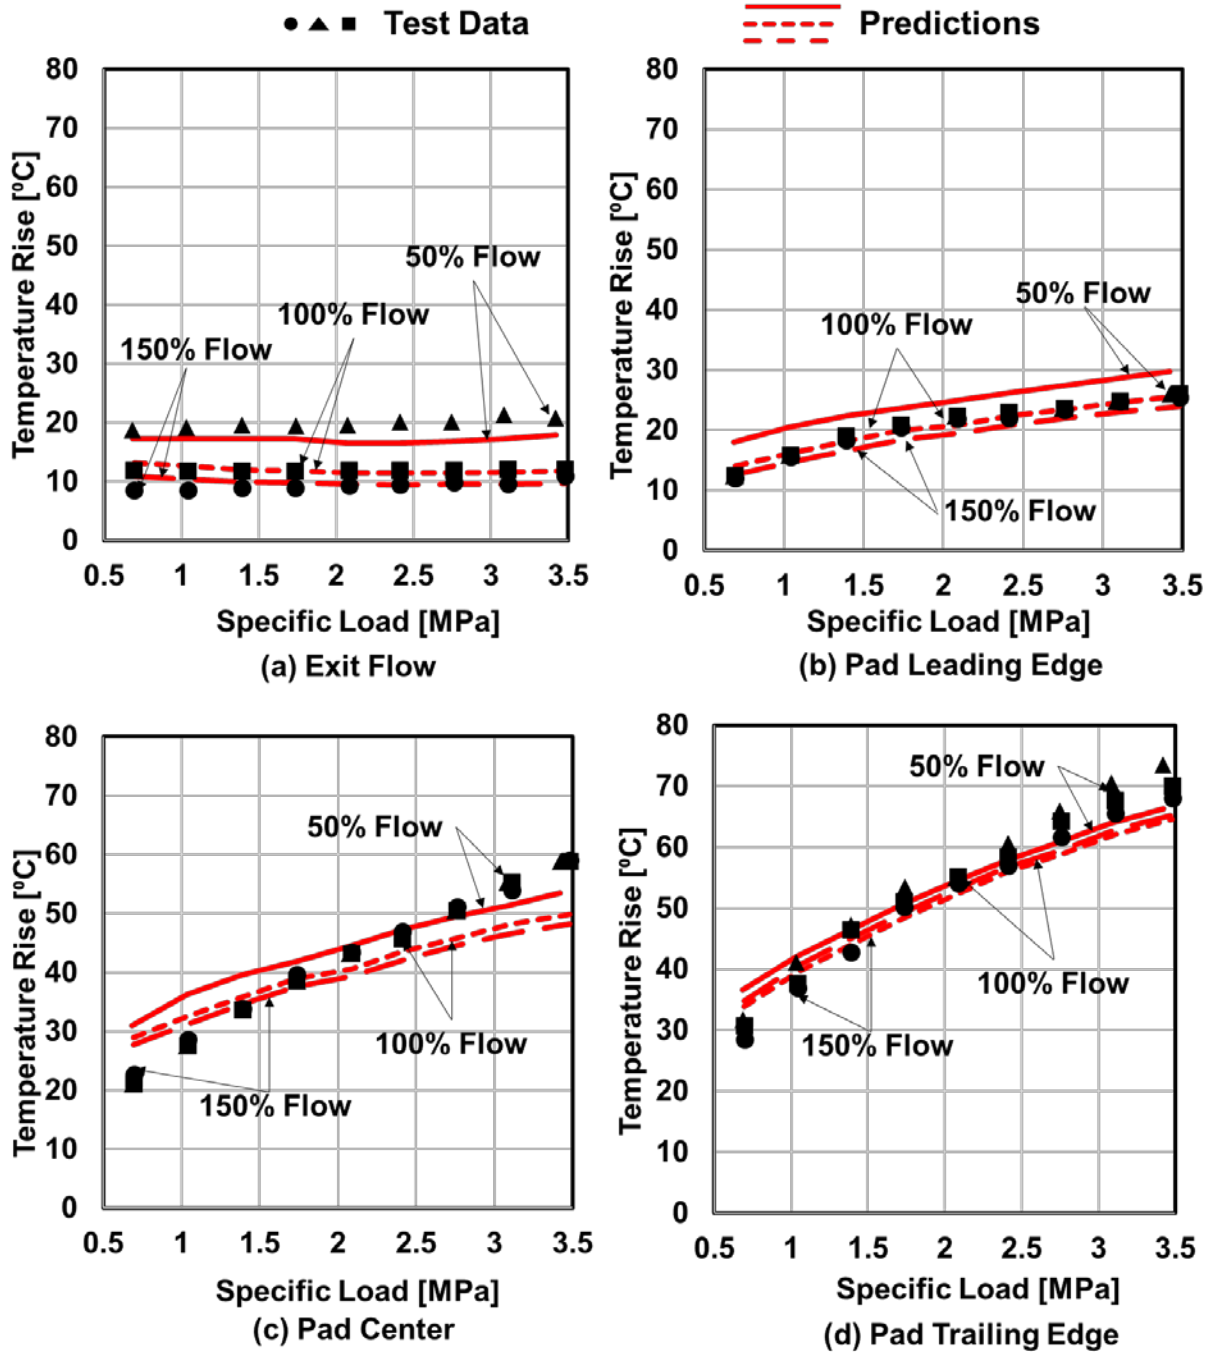 Test Data
Predictions
80
70
60
50
40
30
20
10
0
Temperature Rise [ºC]
50% Flow
100% Flow
150% Flow
0.5 1 1.5 2 2.5 3 3.5
Specific Load [MPa]
(a) Exit Flow
80
70
60
50
40
30
20
10
0
Temperature Rise [ºC]
50% Flow
100% Flow
150% Flow
0.5 1 1.5 2 2.5 3 3.5
Specific Load [MPa]
(b) Pad Leading Edge
80
70
60
50
40
30
20
10
0
Temperature Rise [ºC]
50% Flow
100% Flow
150% Flow
0.5 1 1.5 2 2.5 3 3.5
Specific Load [MPa]
(c) Pad Center
80
70
60
50
40
30
20
10
0
Temperature Rise [ºC]
50% Flow
100% Flow
150% Flow
0.5 1 1.5 2 2.5 3 3.5
Specific Load [MPa]
(d) Pad Trailing Edge